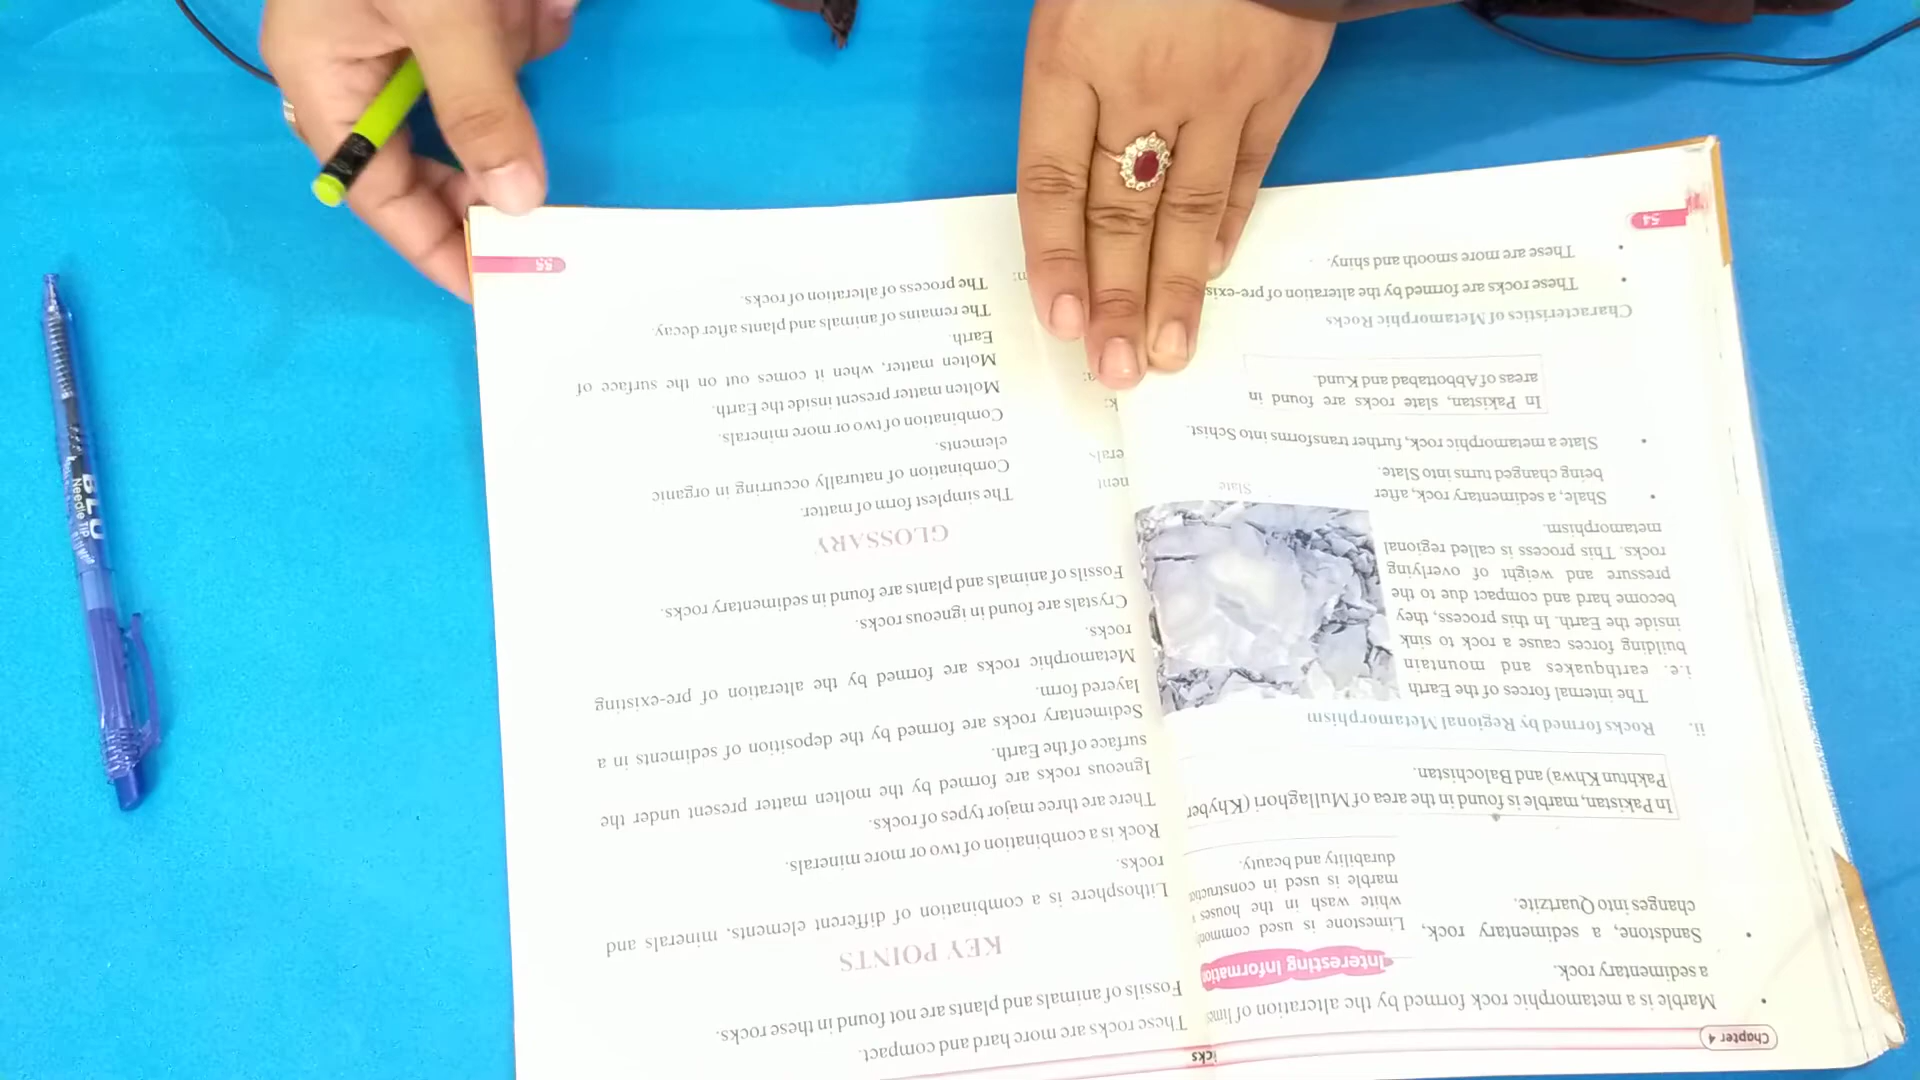 Chapter 4
Marble is a metamorphic rock formed by the alteration of
a sedimentary rock.
Sandstone, a sedimentary rock,
changes into Quartzite.
Interesting Information
Limestone is used
white wash in the houses
marble is used in
durability and beauty.
In Pakistan, marble is found in the area of Mullaghori (Khyber
Pakhtun Khwa) and Balochistan.
ii. Rocks formed by Regional Metamorphism
The internal forces of the Earth
i.e. earthquakes and mountain
building forces cause a rock to sink
inside the Earth. In this process, they
become hard and compact due to the
pressure and weight of overlying
rocks. This process is called regional
metamorphism.
Slate
Shale, a sedimentary rock, after
being changed turns into Slate.
Slate a metamorphic rock, further transforms into Schist.
In Pakistan, slate rocks are found in
areas of Abbottabad and Kund.
Characteristics of Metamorphic Rocks
These rocks are formed by the alteration of
These are more smooth and shiny.
54
These rocks are more hard and compact.
Fossils of animals and plants are not found in these rocks.
KEY POINTS
Lithosphere is a combination of different elements, minerals and
rocks.
Rock is a combination of two or more minerals.
There are three major types of rocks.
Igneous rocks are formed by the molten matter present under the
surface of the Earth.
Sedimentary rocks are formed by the deposition of sediments in a
layered form.
Metamorphic rocks are formed by the alteration of pre-existing
rocks.
Crystals are found in igneous rocks.
Fossils of animals and plants are found in sedimentary rocks.
GLOSSARY
The simplest form of matter.
Combination of naturally occurring in organic
elements.
Combination of two or more minerals.
Molten matter present inside the Earth.
Molten matter, when it comes out on the surface of
Earth.
The remains of animals and plants after decay.
The process of alteration of rocks.
55
BLU
Needle TIP